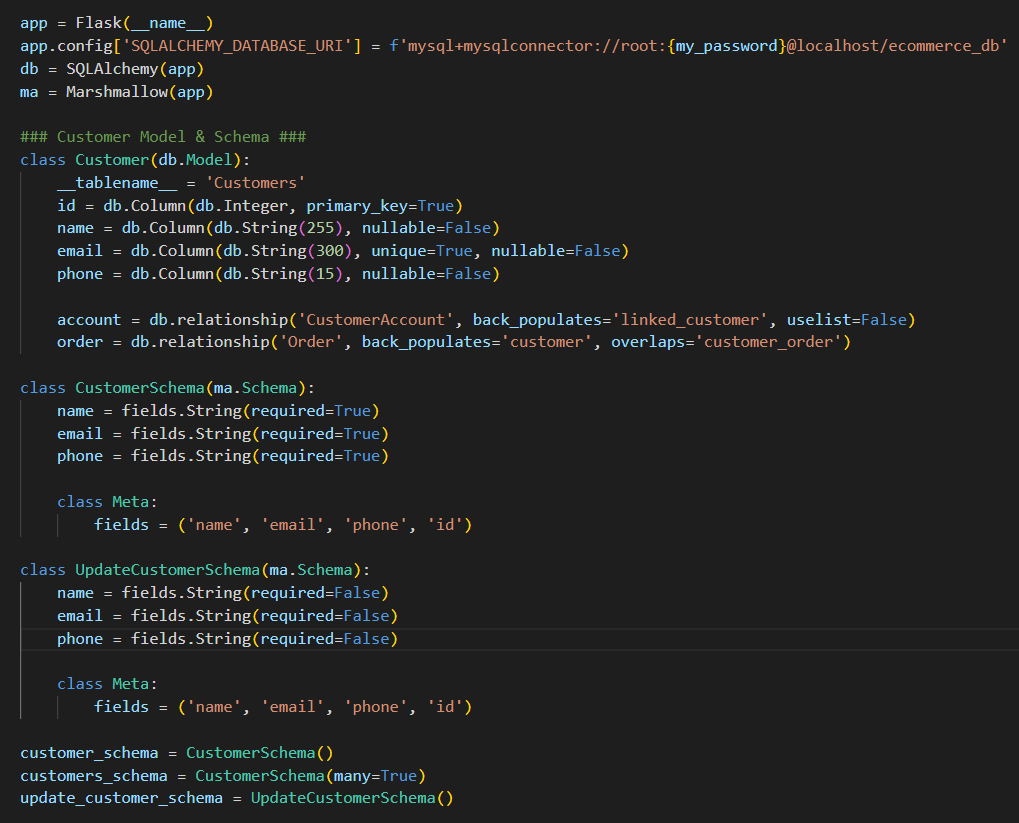 app = Flask(__name__)
app.config['SQLALCHEMY_DATABASE_URI'] = f'mysql+mysqlconnector://root:{my_password}@localhost/ecommerce_db'
db = SQLAlchemy(app)
ma = Marshmallow(app)

### Customer Model & Schema ###
class Customer(db.Model):
    __tablename__ = 'Customers'
    id = db.Column(db.Integer, primary_key=True)
    name = db.Column(db.String(255), nullable=False)
    email = db.Column(db.String(300), unique=True, nullable=False)
    phone = db.Column(db.String(15), nullable=False)

    account = db.relationship('CustomerAccount', back_populates='linked_customer', uselist=False)
    order = db.relationship('Order', back_populates='customer', overlaps='customer_order')

class CustomerSchema(ma.Schema):
    name = fields.String(required=True)
    email = fields.String(required=True)
    phone = fields.String(required=True)

    class Meta:
        fields = ('name', 'email', 'phone', 'id')

class UpdateCustomerSchema(ma.Schema):
    name = fields.String(required=False)
    email = fields.String(required=False)
    phone = fields.String(required=False)

    class Meta:
        fields = ('name', 'email', 'phone', 'id')

customer_schema = CustomerSchema()
customers_schema = CustomerSchema(many=True)
update_customer_schema = UpdateCustomerSchema()